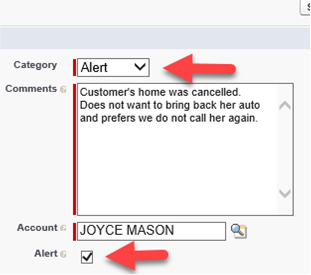 Category
Alert
Comments
Customer's home was cancelled.
Does not want to bring back her auto
and prefers we do not call her again.
Account
JOYCE MASON
Alert